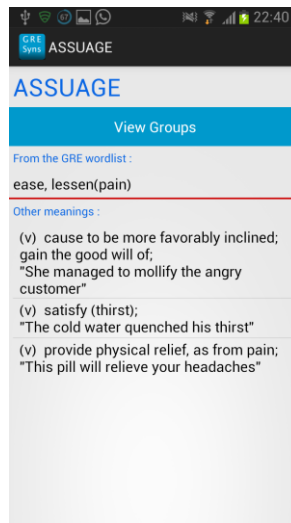 67 22:40
GRE
Syns ASSUAGE
ASSUAGE
View Groups
From the GRE wordlist :
ease, lessen(pain)
Other meanings :
(v)  cause to be more favorably inclined;
gain the good will of;
"She managed to mollify the angry
customer"
(v)  satisfy (thirst);
"The cold water quenched his thirst"
(v)  provide physical relief, as from pain;
"This pill will relieve your headaches"